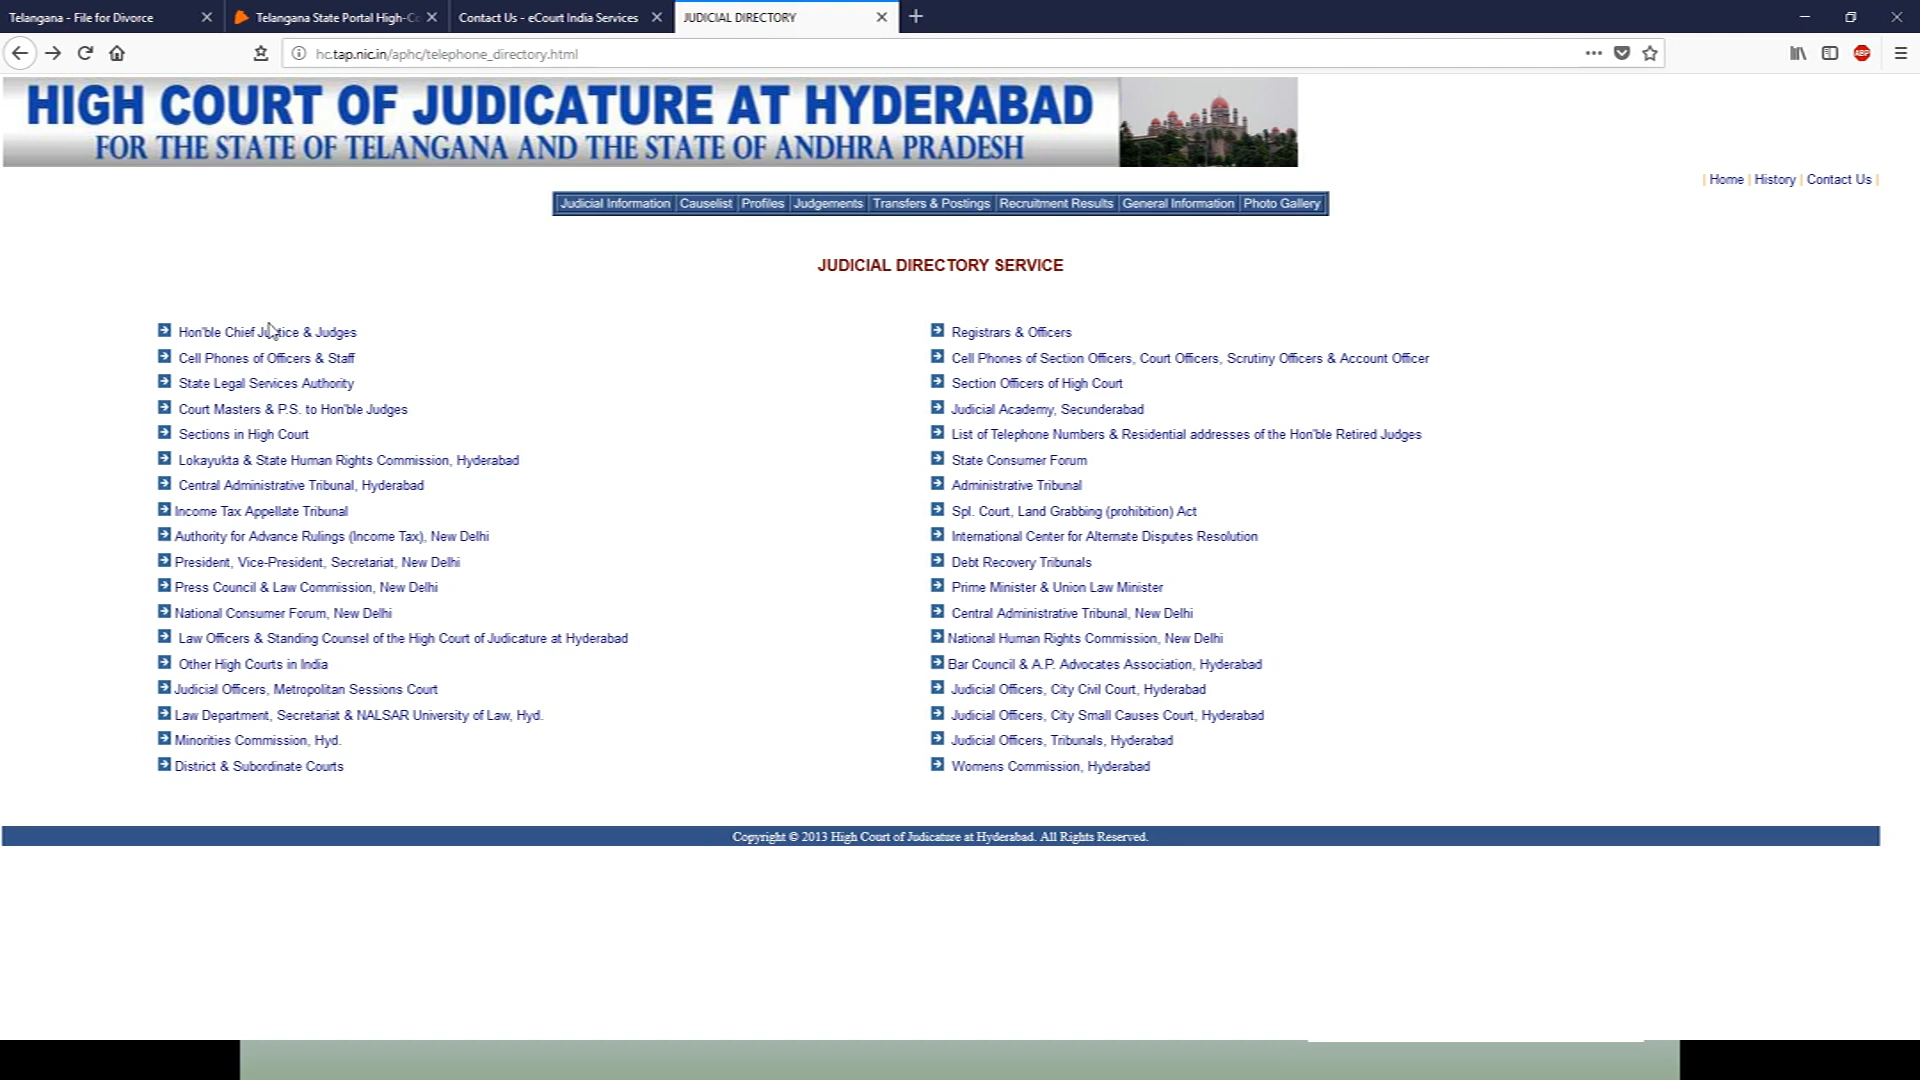 Telangana - File for Divorce
Telangana State Portal High-Co
Contact Us - eCourt India Services
JUDICIAL DIRECTORY
hc.tap.nic.in/aphc/telephone_directory.html
ABP
HIGH COURT OF JUDICATURE AT HYDERABAD
FOR THE STATE OF TELANGANA AND THE STATE OF ANDHRA PRADESH
| Home | History | Contact Us |
Judicial Information | Causelist | Profiles | Judgements | Transfers & Postings | Recruitment Results | General Information | Photo Gallery
JUDICIAL DIRECTORY SERVICE
Hon'ble Chief Justice & Judges
Cell Phones of Officers & Staff
State Legal Services Authority
Court Masters & P.S. to Hon'ble Judges
Sections in High Court
Lokayukta & State Human Rights Commission, Hyderabad
Central Administrative Tribunal, Hyderabad
Income Tax Appellate Tribunal
Authority for Advance Rulings (Income Tax), New Delhi
President, Vice-President, Secretariat, New Delhi
Press Council & Law Commission, New Delhi
National Consumer Forum, New Delhi
Law Officers & Standing Counsel of the High Court of Judicature at Hyderabad
Other High Courts in India
Judicial Officers, Metropolitan Sessions Court
Law Department, Secretariat & NALSAR University of Law, Hyd.
Minorities Commission, Hyd.
District & Subordinate Courts
Registrars & Officers
Cell Phones of Section Officers, Court Officers, Scrutiny Officers & Account Officer
Section Officers of High Court
Judicial Academy, Secunderabad
List of Telephone Numbers & Residential addresses of the Hon'ble Retired Judges
State Consumer Forum
Administrative Tribunal
Spl. Court, Land Grabbing (prohibition) Act
International Center for Alternate Disputes Resolution
Debt Recovery Tribunals
Prime Minister & Union Law Minister
Central Administrative Tribunal, New Delhi
National Human Rights Commission, New Delhi
Bar Council & A.P. Advocates Association, Hyderabad
Judicial Officers, City Civil Court, Hyderabad
Judicial Officers, City Small Causes Court, Hyderabad
Judicial Officers, Tribunals, Hyderabad
Womens Commission, Hyderabad
Copyright © 2013 High Court of Judicature at Hyderabad. All Rights Reserved.